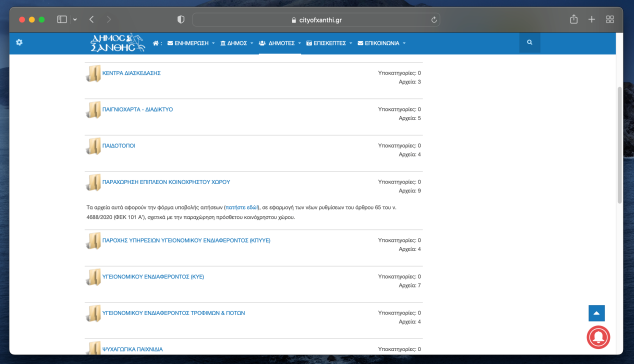 cityofxanthi.gr
ΔΗΜΟΣ ΞΑΝΘΗΣ
ΕΝΗΜΕΡΩΣΗ ΔΗΜΟΣ ΔΗΜΟΤΕΣ ΕΠΙΣΚΕΠΤΕΣ ΕΠΙΚΟΙΝΩΝΙΑ
ΚΕΝΤΡΑ ΔΙΑΣΚΕΔΑΣΗΣ Υποκατηγορίες: 0
Αρχεία: 3
ΠΑΙΓΝΙΟΧΑΡΤΑ - ΔΙΑΔΙΚΤΥΟ Υποκατηγορίες: 0
Αρχεία: 5
ΠΑΙΔΟΤΟΠΟΙ Υποκατηγορίες: 0
Αρχεία: 4
ΠΑΡΑΧΩΡΗΣΗ ΕΠΙΠΛΕΟΝ ΚΟΙΝΟΧΡΗΣΤΟΥ ΧΩΡΟΥ Υποκατηγορίες: 0
Αρχεία: 9
Τα αρχεία αυτά αφορούν την φόρμα υποβολής αιτήσεων (πατήστε εδώ!), σε εφαρμογή των νέων ρυθμίσεων του άρθρου 65 του ν.
4688/2020 (ΦΕΚ 101 Α'), σχετικά με την παραχώρηση πρόσθετου κοινόχρηστου χώρου.
ΠΑΡΟΧΗΣ ΥΠΗΡΕΣΙΩΝ ΥΓΕΙΟΝΟΜΙΚΟΥ ΕΝΔΙΑΦΕΡΟΝΤΟΣ (ΚΠΥΥΕ) Υποκατηγορίες: 0
Αρχεία: 4
ΥΓΕΙΟΝΟΜΙΚΟΥ ΕΝΔΙΑΦΕΡΟΝΤΟΣ (ΚΥΕ) Υποκατηγορίες: 0
Αρχεία: 7
ΥΓΕΙΟΝΟΜΙΚΟΥ ΕΝΔΙΑΦΕΡΟΝΤΟΣ ΤΡΟΦΙΜΩΝ & ΠΟΤΩΝ Υποκατηγορίες: 0
Αρχεία: 4
ΨΥΧΑΓΩΓΙΚΑ ΠΑΙΧΝΙΔΙΑ Υποκατηγορίες: 0